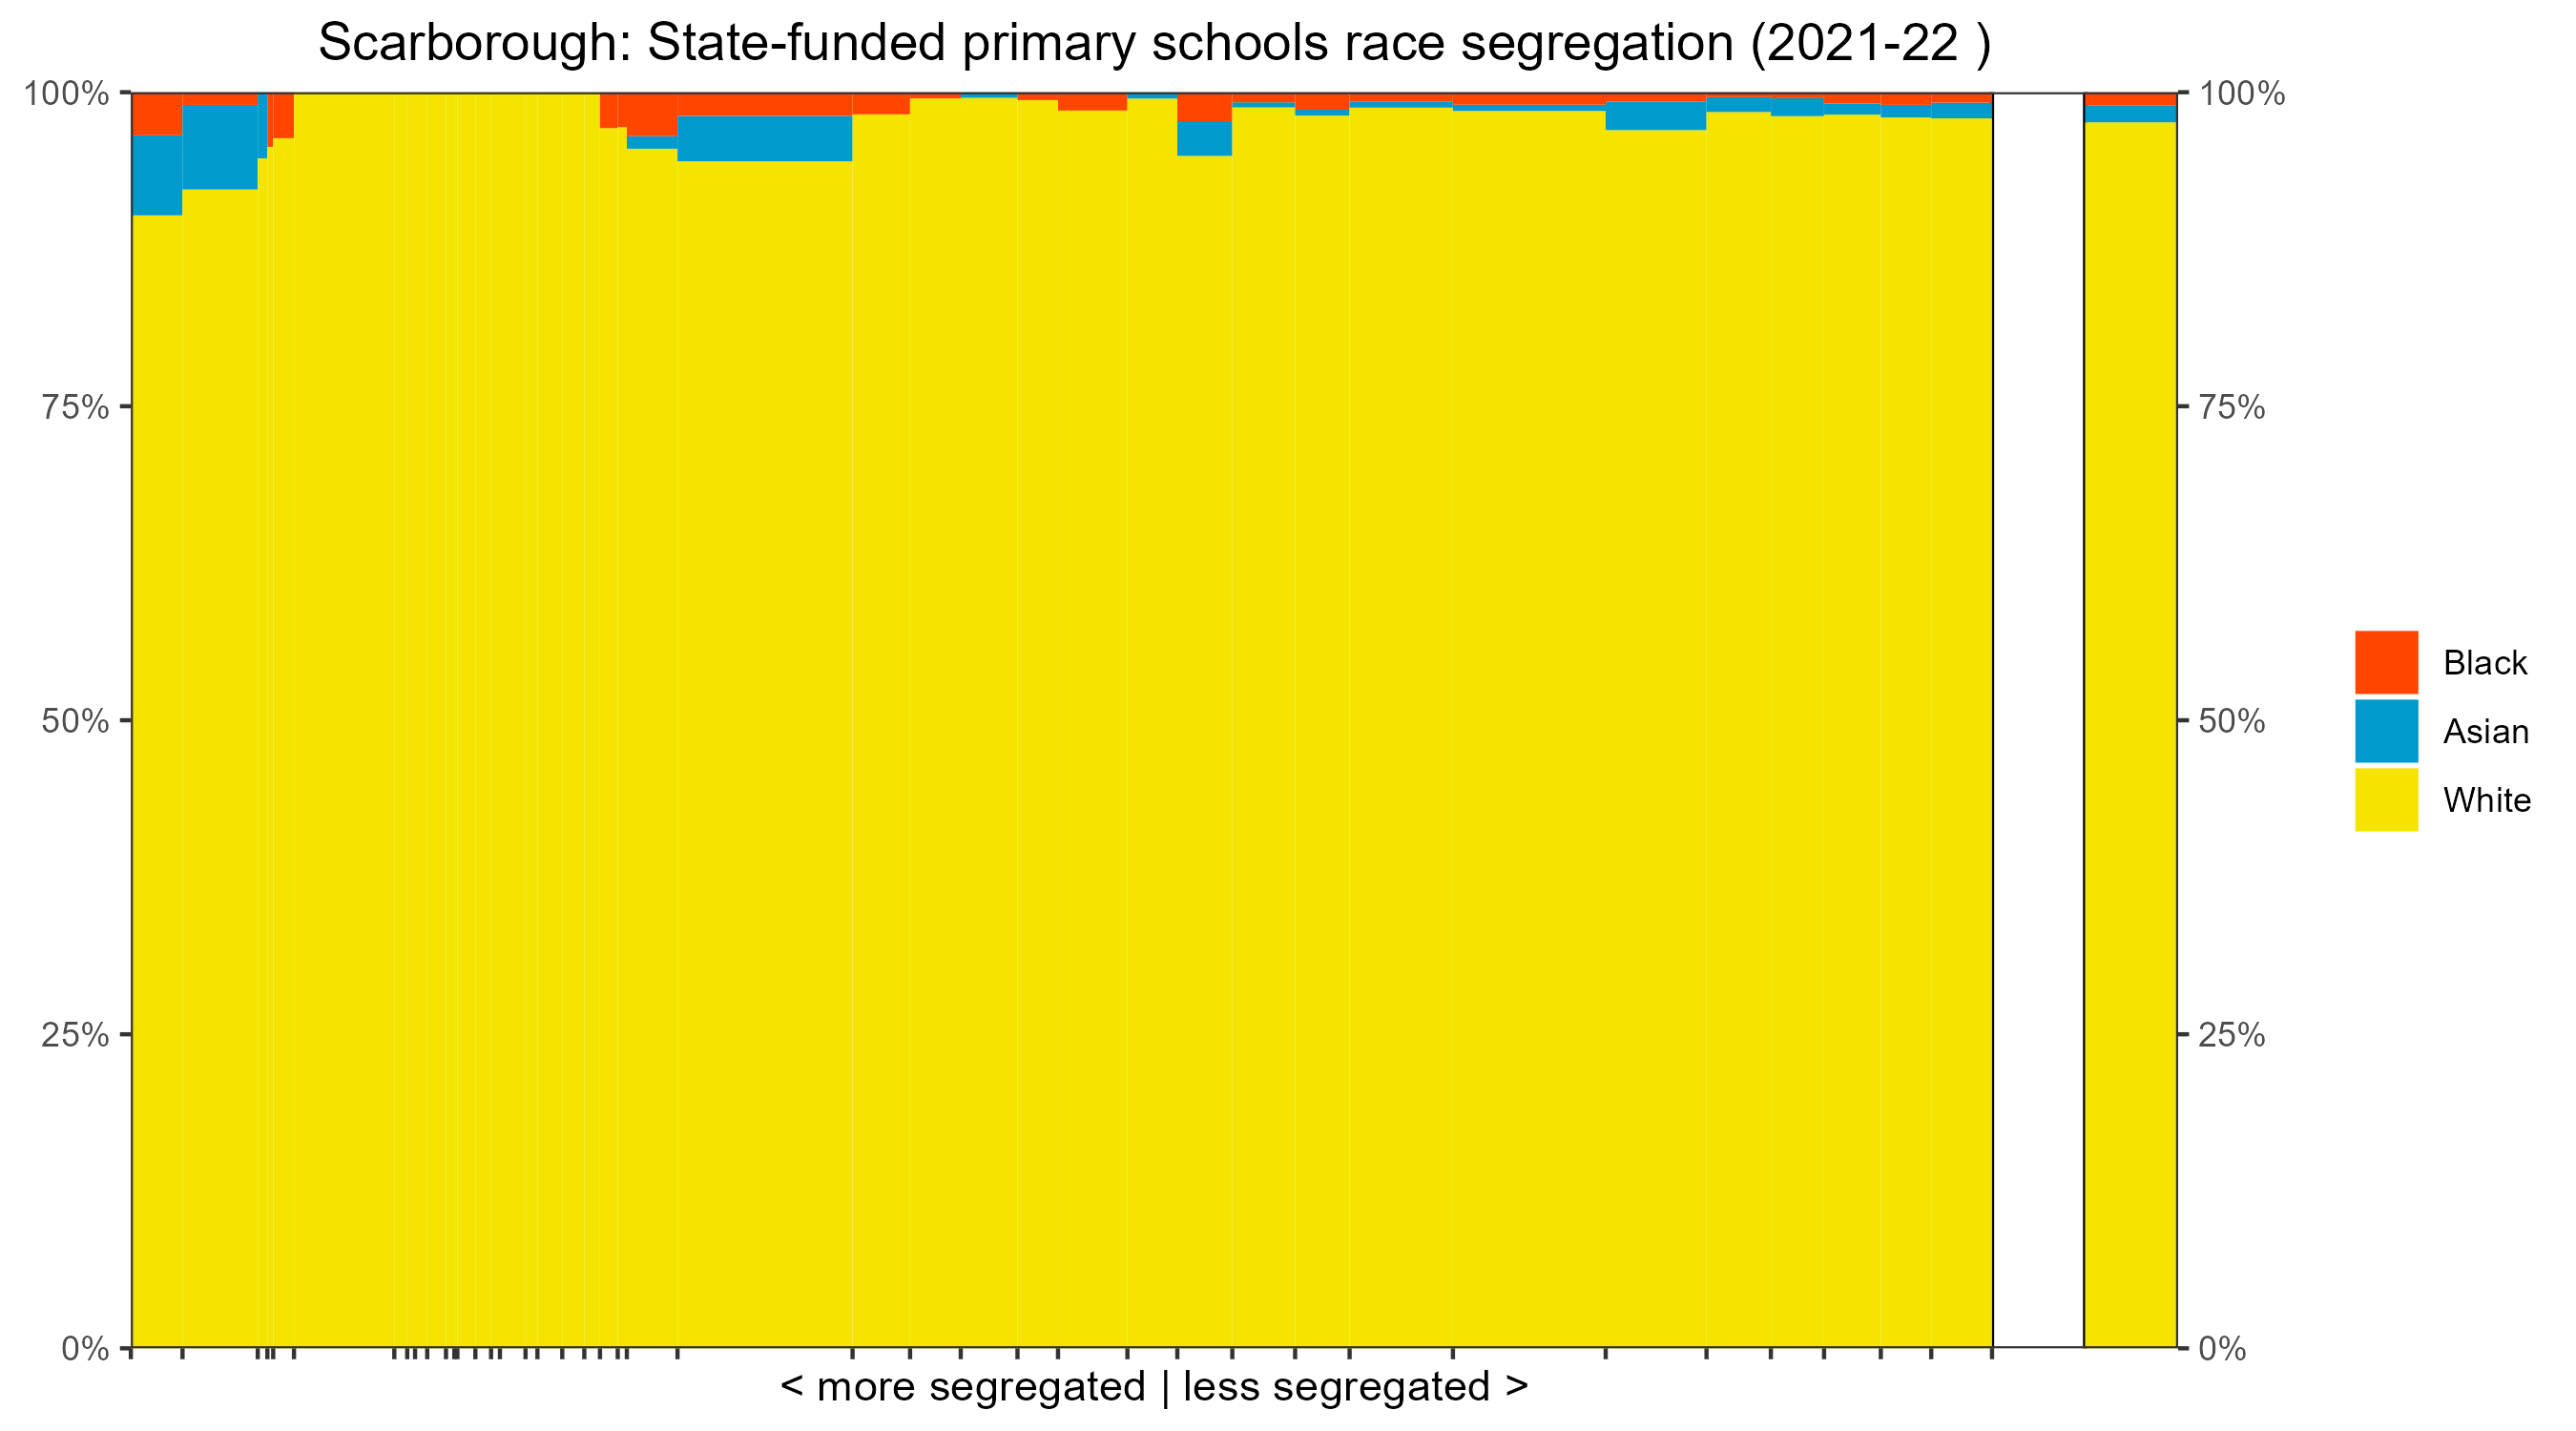 Scarborough: State-funded primary schools race segregation (2021-22 )
100%
75%
50%
25%
0%
100%
75%
50%
25%
0%
Black
Asian
White
< more segregated | less segregated >